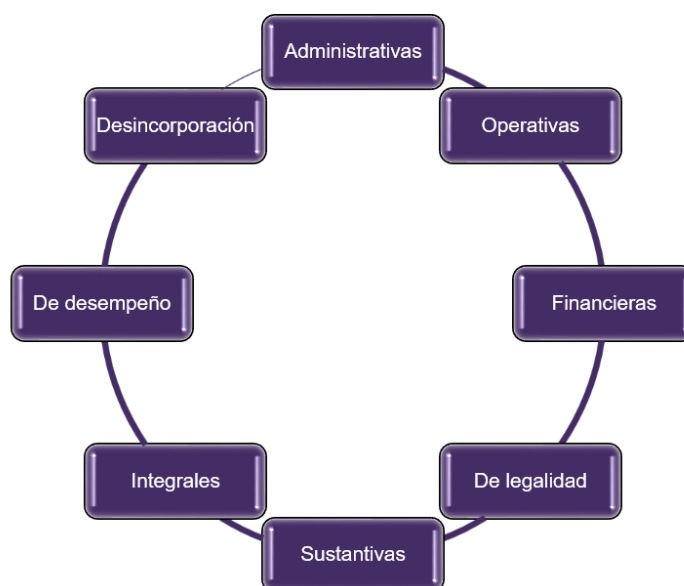 Administrativas
Operativas
Financieras
De legalidad
Sustantivas
Integrales
De desempeño
Desincorporación